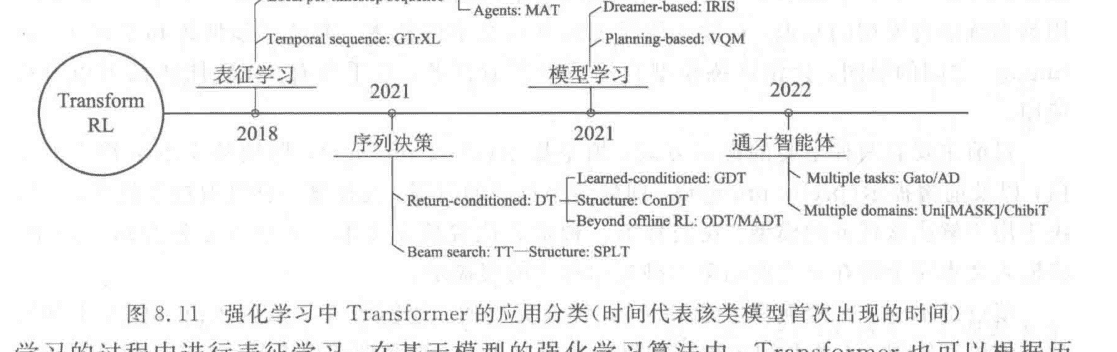 Agents: MAT
Dreamer-based: IRIS
Temporal sequence: GTrXL
Planning-based: VQM
表征学习
2021
模型学习
2022
Transform
RL
2018
序列决策
2021
通才智能体
Learned-conditioned: GDT
Multiple tasks: Gato/AD
Return-conditioned: DT
Structure: ConDT
Beyond offline RL: ODT/MADT
Multiple domains: Uni[MASK]/ChibiT
Beam search: TT—Structure: SPLT
图 8.11 强化学习中 Transformer 的应用分类(时间代表该类模型首次出现的时间)
学习的过程中进行表征学习。在基于模型的强化学习算法中，Transformer 也可以根据历